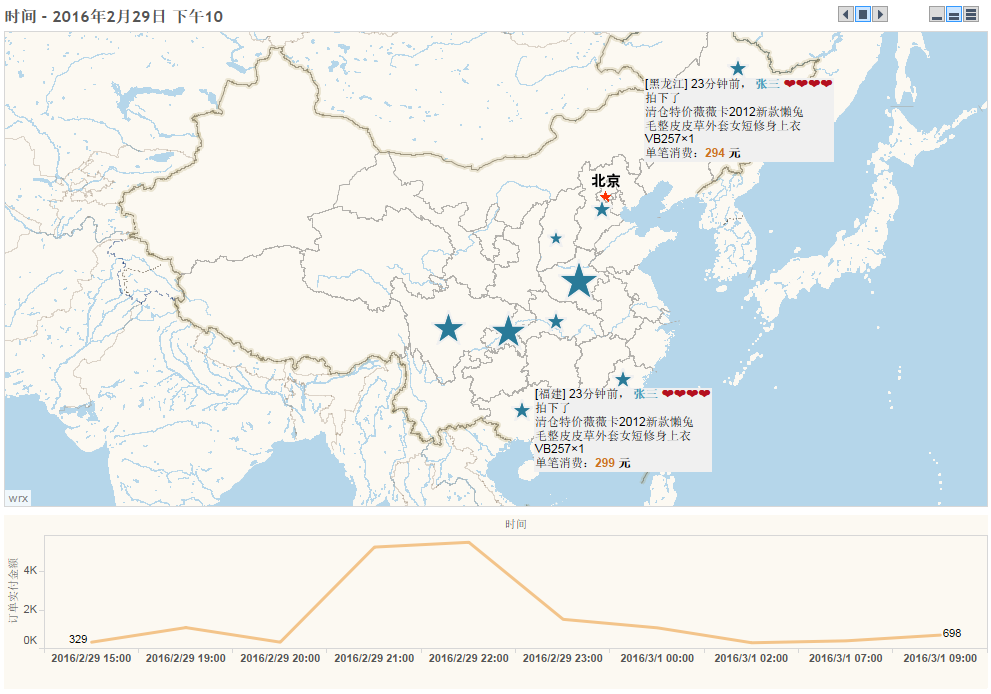 时间 - 2016年2月29日 下午10
[黑龙江] 23分钟前， 张三 ❤❤❤❤
拍下了
清仓特价薇薇卡2012新款懒兔
毛整皮皮草外套女短修身上衣
VB257×1
单笔消费：294 元
北京
[福建] 23分钟前， 张三 ❤❤❤❤
拍下了
清仓特价薇薇卡2012新款懒兔
毛整皮皮草外套女短修身上衣
VB257×1
单笔消费：299 元
wrx
时间
订单实付金额
4K
2K
0K
329
698
2016/2/29 15:00 2016/2/29 19:00 2016/2/29 20:00 2016/2/29 21:00 2016/2/29 22:00 2016/2/29 23:00 2016/3/1 00:00 2016/3/1 02:00 2016/3/1 07:00 2016/3/1 09:00